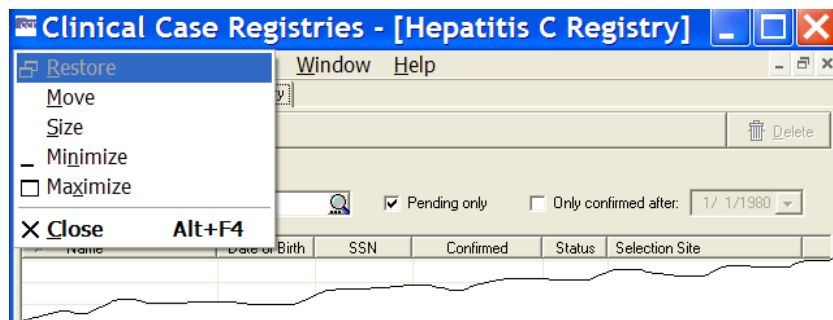 Clinical Case Registries - [Hepatitis C Registry]
Restore Window Help
Move
Size
Delete
Minimize
Maximize
Pending only Only confirmed after: 1/ 1/1980
Close Alt+F4
Name Date of Birth SSN Confirmed Status Selection Site